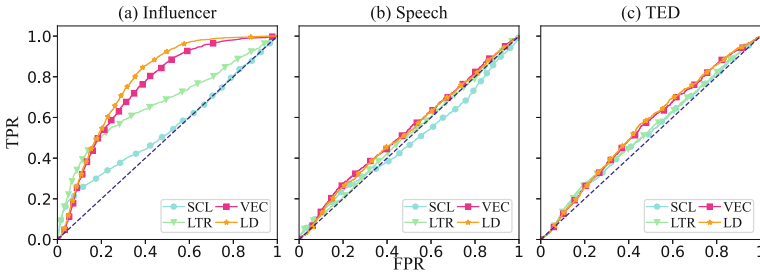 (a) Influencer (b) Speech (c) TED
TPR
1.0
0.8
0.6
0.4
0.2
0.0
SCL VEC
LTR LD
SCL VEC
LTR LD
SCL VEC
LTR LD
0 0.2 0.4 0.6 0.8 1 0 0.2 0.4 0.6 0.8 1 0 0.2 0.4 0.6 0.8 1
FPR